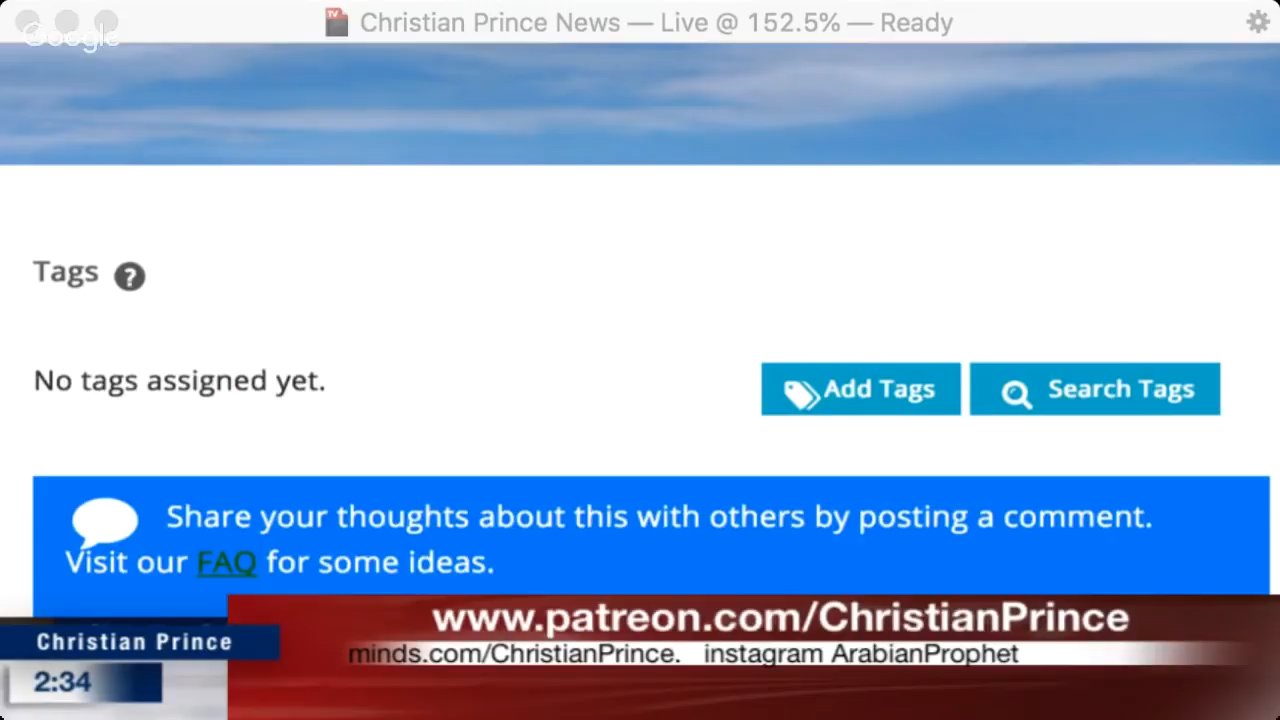 Christian Prince News — Live @ 152.5% — Ready
Google
Tags ?
No tags assigned yet.
Add Tags
Search Tags
Share your thoughts about this with others by posting a comment.
Visit our FAQ for some ideas.
www.patreon.com/ChristianPrince
Christian Prince
minds.com/ChristianPrince. instagram ArabianProphet
2:34